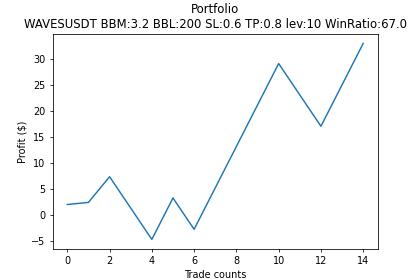 Portfolio
WAVESUSDT BBM:3.2 BBL:200 SL:0.6 TP:0.8 lev:10 WinRatio:67.0
Profit ($)
30
25
20
15
10
5
0
−5
0 2 4 6 8 10 12 14
Trade counts